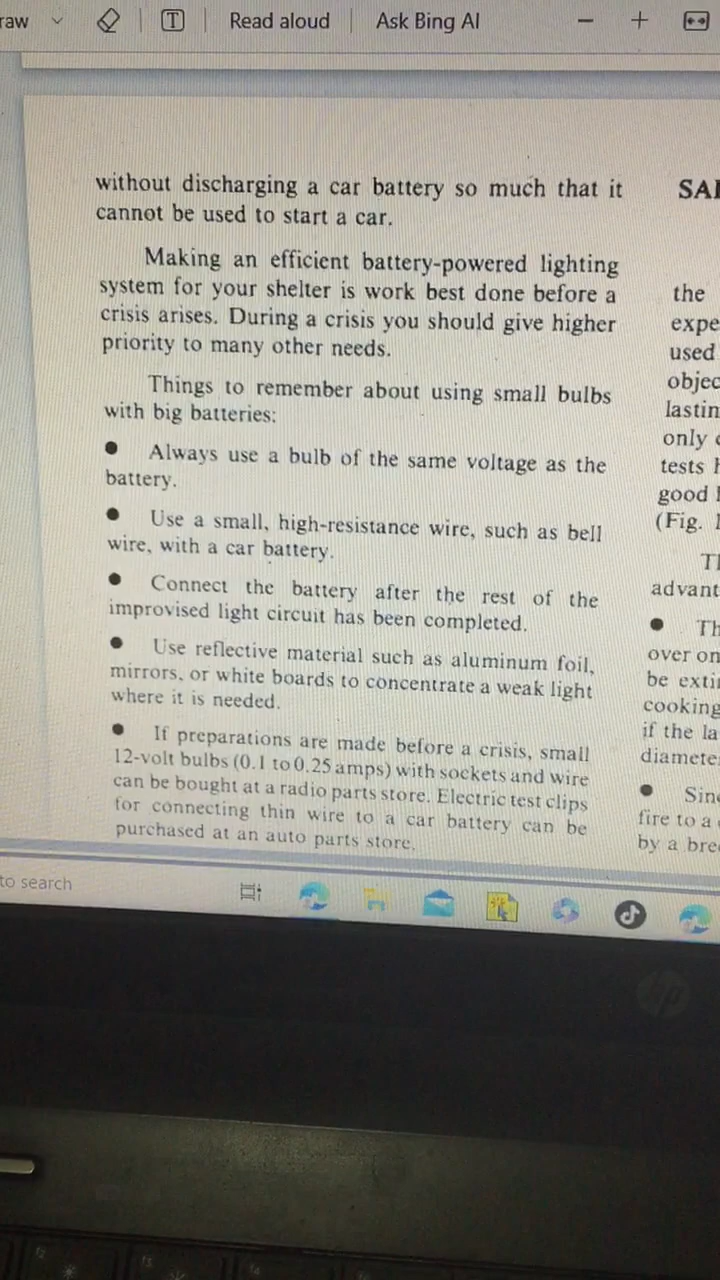 raw Read aloud Ask Bing AI
without discharging a car battery so much that it
cannot be used to start a car.
Making an efficient battery-powered lighting
system for your shelter is work best done before a
crisis arises. During a crisis you should give higher
priority to many other needs.
Things to remember about using small bulbs
with big batteries:
● Always use a bulb of the same voltage as the
battery.
● Use a small, high-resistance wire, such as bell
wire, with a car battery.
● Connect the battery after the rest of the
improvised light circuit has been completed.
● Use reflective material such as aluminum foil,
mirrors, or white boards to concentrate a weak light
where it is needed.
● If preparations are made before a crisis, small
12-volt bulbs (0.1 to 0.25 amps) with sockets and wire
can be bought at a radio parts store. Electric test clips
for connecting thin wire to a car battery can be
purchased at an auto parts store.
the
expe
used
objec
lastin
only
tests
good
(Fig.
advant
● Th
over on
be exti
cooking
if the la
diamete
● Sinc
fire to a
by a bre
to search
hp